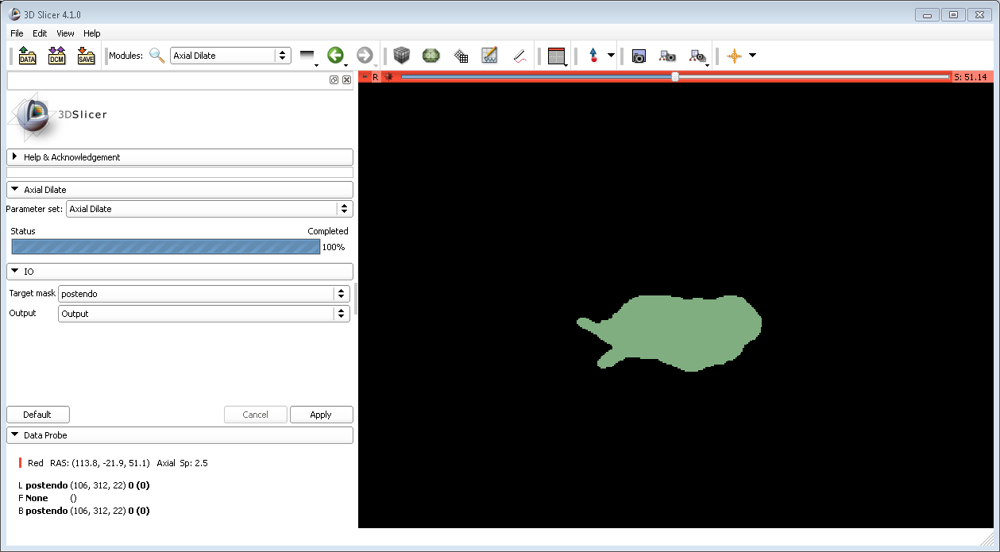 3D Slicer 4.1.0
File Edit View Help
DATA DCM SAVE Modules: Axial Dilate
R S: 51.14
3DSlicer
Help & Acknowledgement
Axial Dilate
Parameter set: Axial Dilate
Status Completed
100%
IO
Target mask postendo
Output Output
Default Cancel Apply
Data Probe
Red RAS: (113.8, -21.9, 51.1) Axial Sp: 2.5
L postendo (106, 312, 22) 0 (0)
F None ()
B postendo (106, 312, 22) 0 (0)